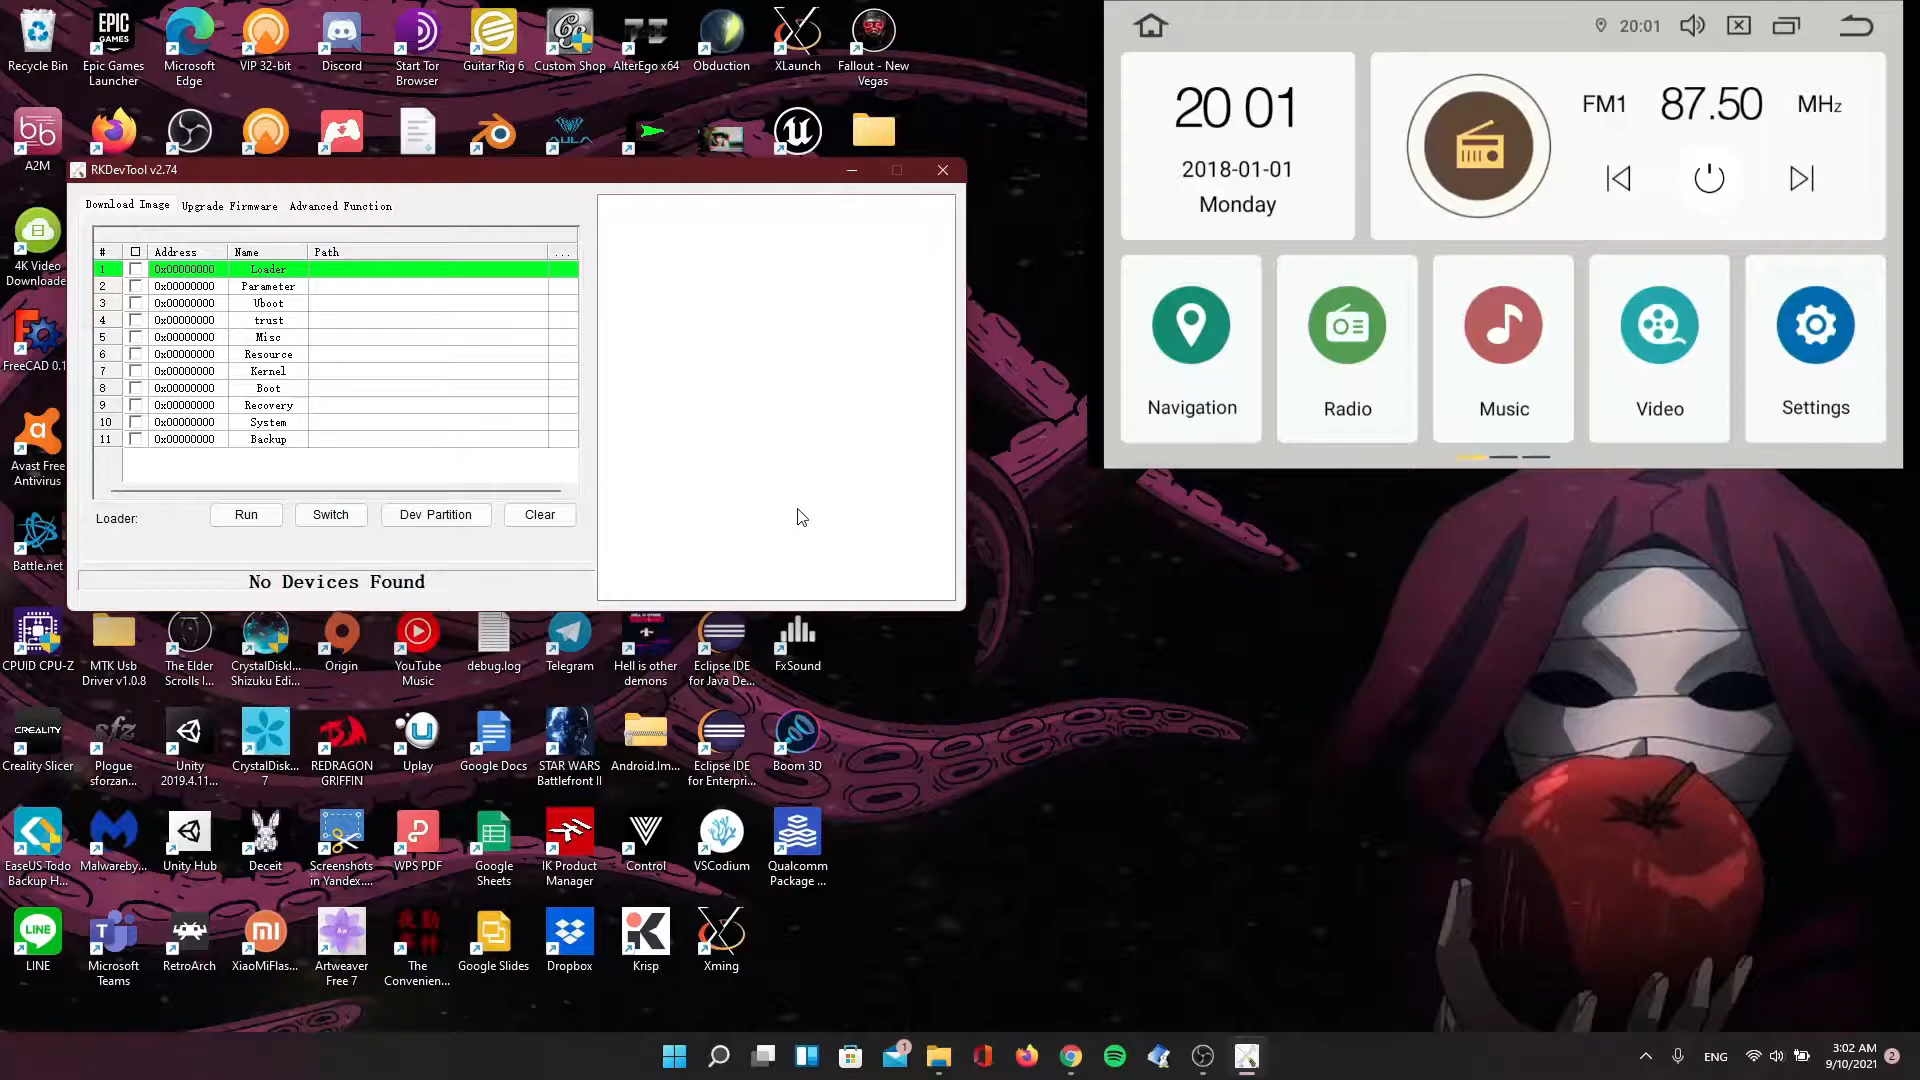 EPIC
GAMES
Recycle Bin
Epic Games
Launcher
Microsoft
Edge
VIP 32-bit
Discord
Start Tor
Browser
Guitar Rig 6
Custom Shop
AlterEgo x64
Obduction
XLaunch
Fallout - New
Vegas
bb
A2M
AULA
RKDevTool v2.74
Download Image
Upgrade Firmware
Advanced Function
# Address Name Path ...
1 0x00000000 Loader
2 0x00000000 Parameter
3 0x00000000 Uboot
4 0x00000000 trust
5 0x00000000 Misc
6 0x00000000 Resource
7 0x00000000 Kernel
8 0x00000000 Boot
9 0x00000000 Recovery
10 0x00000000 System
11 0x00000000 Backup
Loader:
Run
Switch
Dev Partition
Clear
No Devices Found
20:01
20 01
2018-01-01
Monday
FM1 87.50 MHz
Navigation
Radio
Music
Video
Settings
4K Video
Downloade
FreeCAD 0.1
Avast Free
Antivirus
Battle.net
CPUID CPU-Z
MTK Usb
Driver v1.0.8
The Elder
Scrolls I...
CrystalDiskI...
Shizuku Edi...
Origin
YouTube
Music
debug.log
Telegram
Hell is other
demons
Eclipse IDE
for Java De...
FxSound
CREALITY
Creality Slicer
sfz
Plogue
sforzan...
Unity
2019.4.11...
CrystalDisk...
7
REDRAGON
GRIFFIN
Uplay
Google Docs
STAR WARS
Battlefront II
Android.Im...
Eclipse IDE
for Enterpri...
Boom 3D
EaseUS Todo
Backup H...
Malwareby...
Unity Hub
Deceit
Screenshots
in Yandex....
WPS PDF
Google
Sheets
IK Product
Manager
Control
VSCodium
Qualcomm
Package ...
LINE
LINE
Microsoft
Teams
RetroArch
mi
XiaoMiFlas...
Aw
Artweaver
Free 7
The
Convenien...
Google Slides
Dropbox
Krisp
Xming
1
ENG
3:02 AM
9/10/2021
2